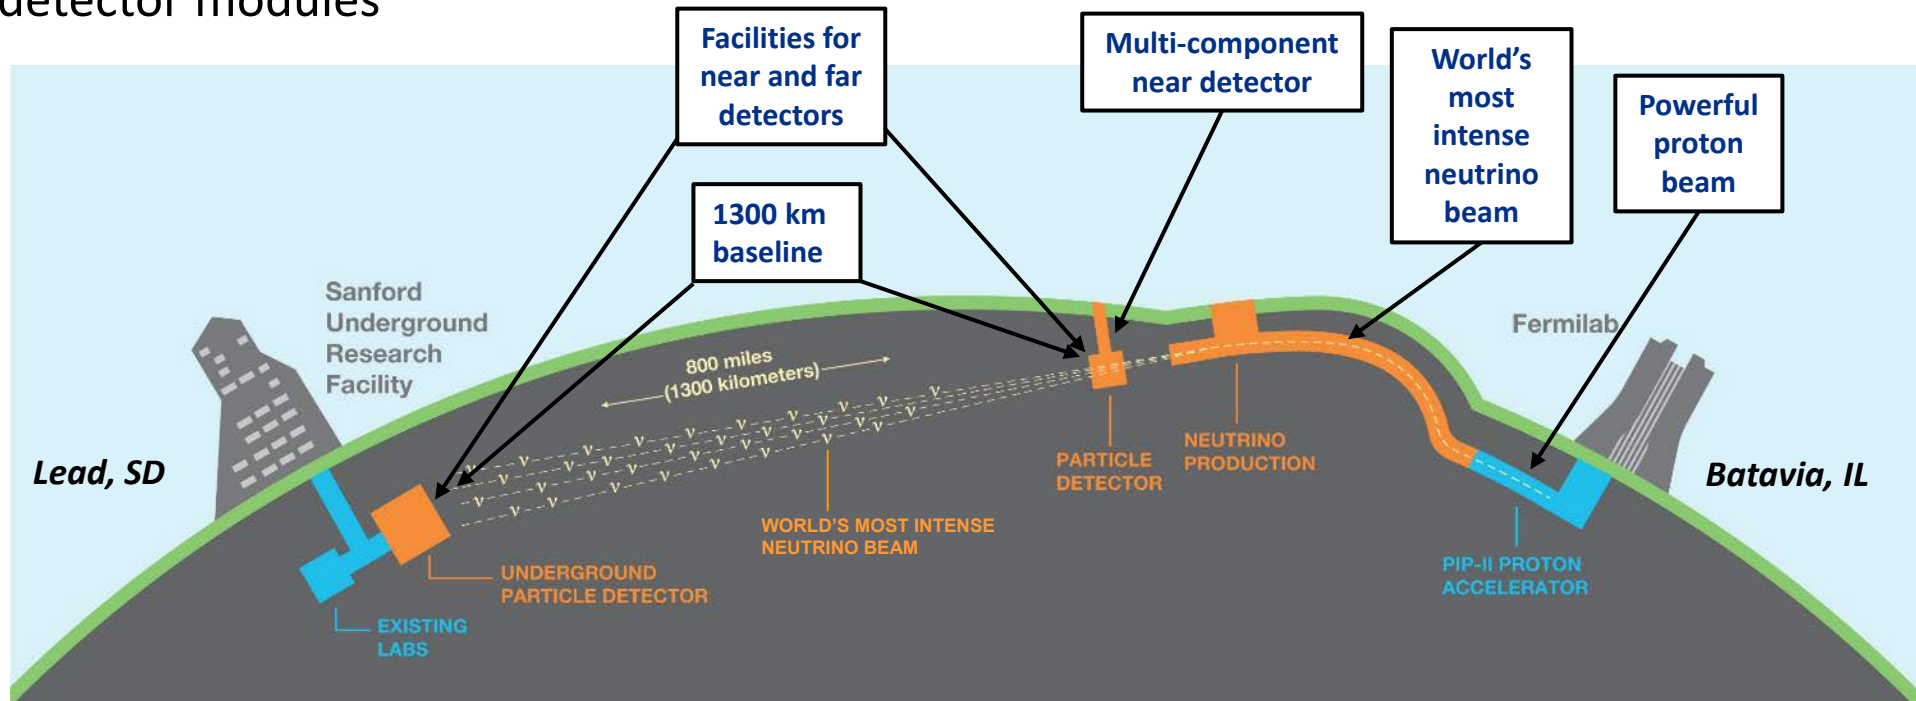 detector modules
Facilities for
near and far
detectors
Multi-component
near detector
World's
most
intense
neutrino
beam
Powerful
proton
beam
1300 km
baseline
Sanford
Underground
Research
Facility
Fermilab
800 miles
(1300 kilometers)
ν ν ν ν ν ν ν ν ν
ν ν ν ν ν ν ν ν ν
ν ν ν ν ν ν ν ν ν
ν ν ν ν ν ν ν ν
Lead, SD
Batavia, IL
PARTICLE
DETECTOR
NEUTRINO
PRODUCTION
WORLD'S MOST INTENSE
NEUTRINO BEAM
UNDERGROUND
PARTICLE DETECTOR
PIP-II PROTON
ACCELERATOR
EXISTING
LABS